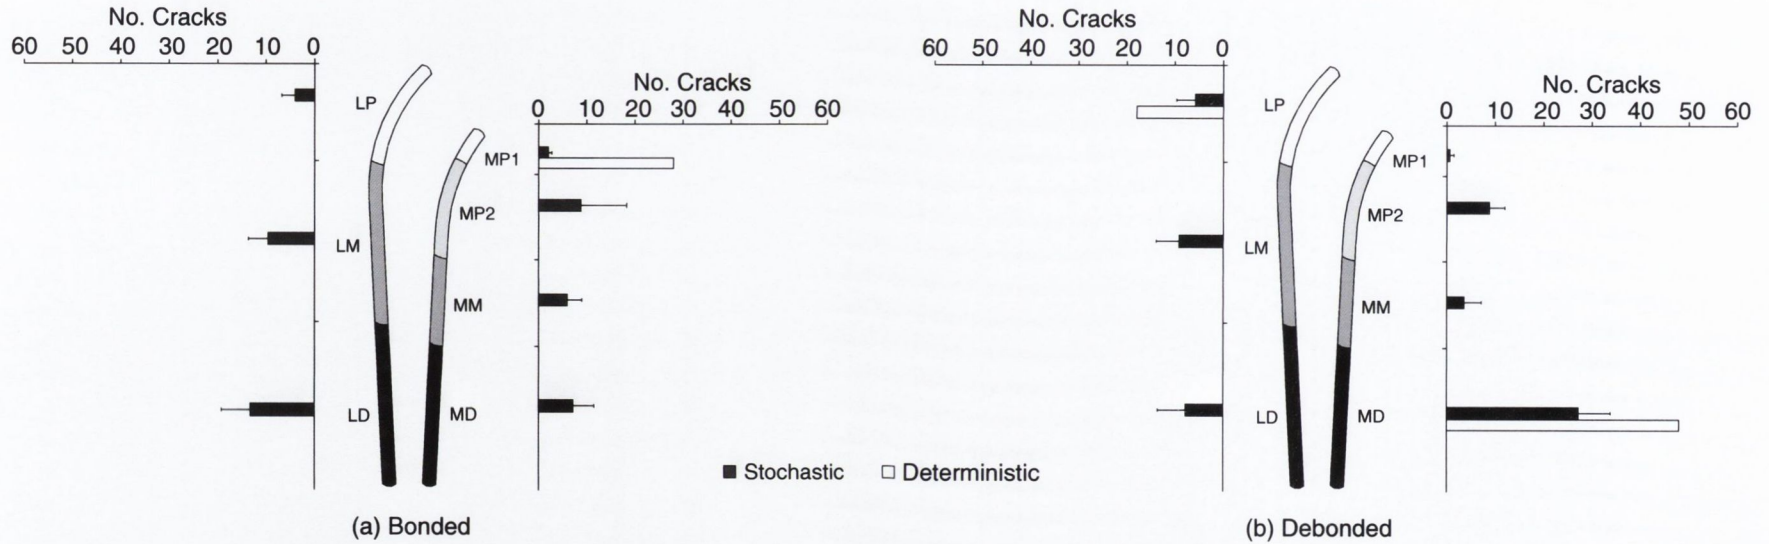 No. Cracks
60 50 40 30 20 10 0
LP
LM
LD
No. Cracks
0 10 20 30 40 50 60
MP1
MP2
MM
MD
(a) Bonded
No. Cracks
60 50 40 30 20 10 0
LP
LM
LD
No. Cracks
0 10 20 30 40 50 60
MP1
MP2
MM
MD
(b) Debonded
Stochastic Deterministic